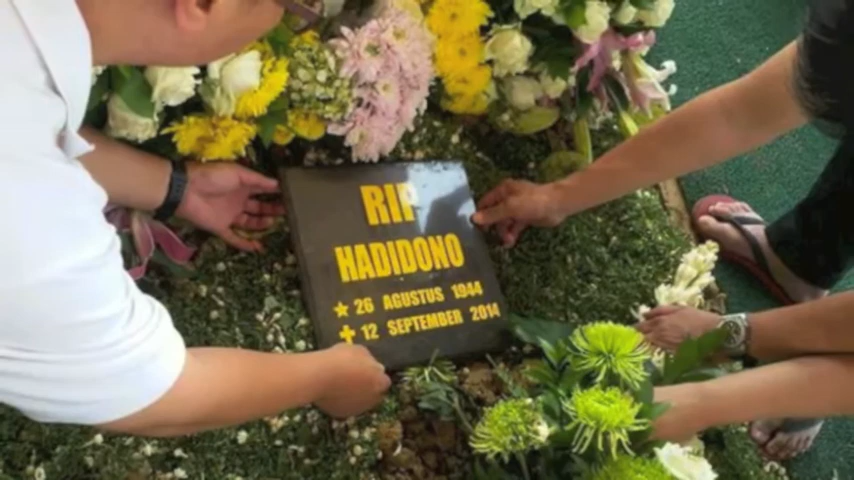 RIP
HADIDONO
★ 26 AGUSTUS 1944
✝ 12 SEPTEMBER 2014